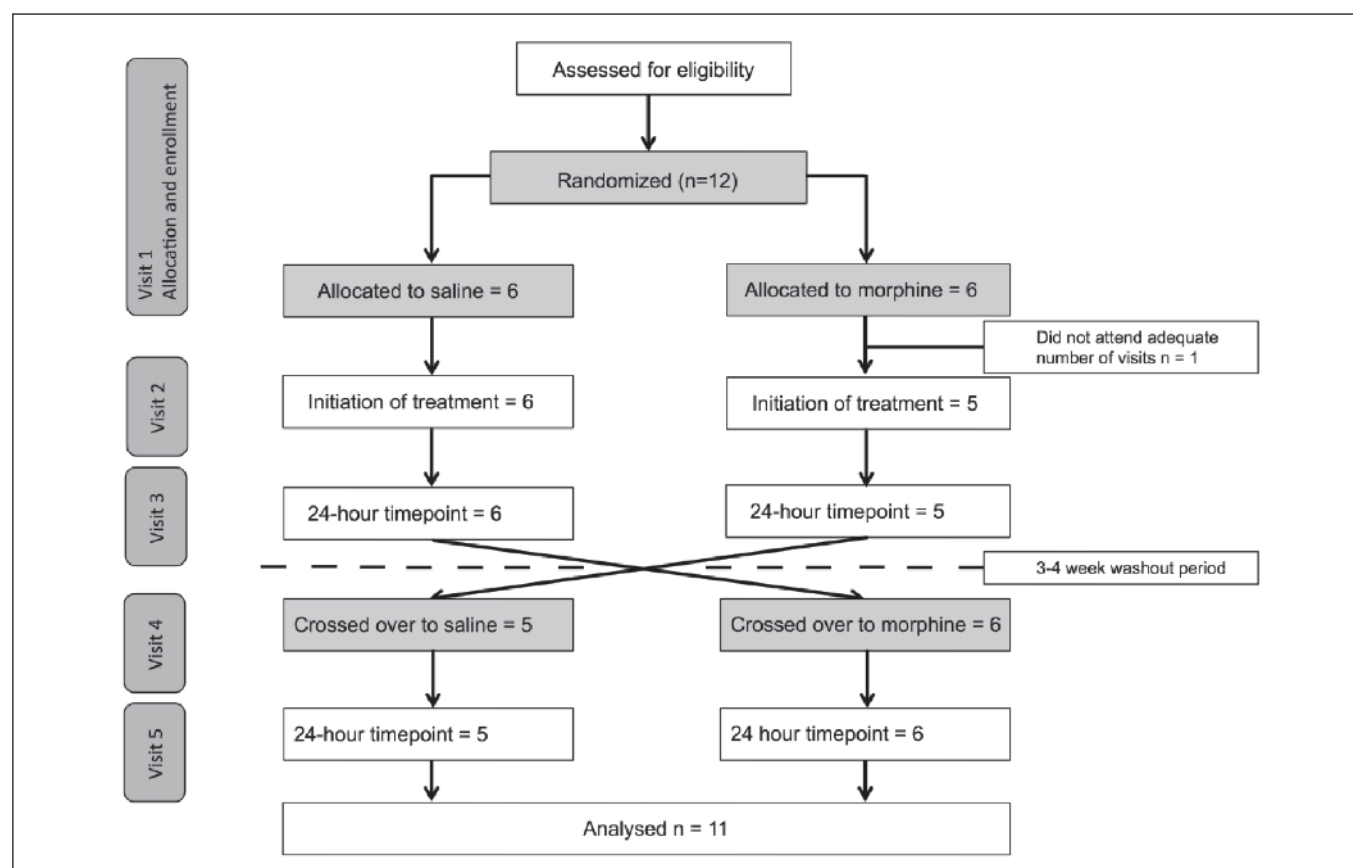 Assessed for eligibility
Randomized (n=12)
Visit 1
Allocation and enrollment
Allocated to saline = 6
Allocated to morphine = 6
Did not attend adequate
number of visits n = 1
Visit 2
Initiation of treatment = 6
Initiation of treatment = 5
Visit 3
24-hour timepoint = 6
24-hour timepoint = 5
3-4 week washout period
Visit 4
Crossed over to saline = 5
Crossed over to morphine = 6
Visit 5
24-hour timepoint = 5
24 hour timepoint = 6
Analysed n = 11